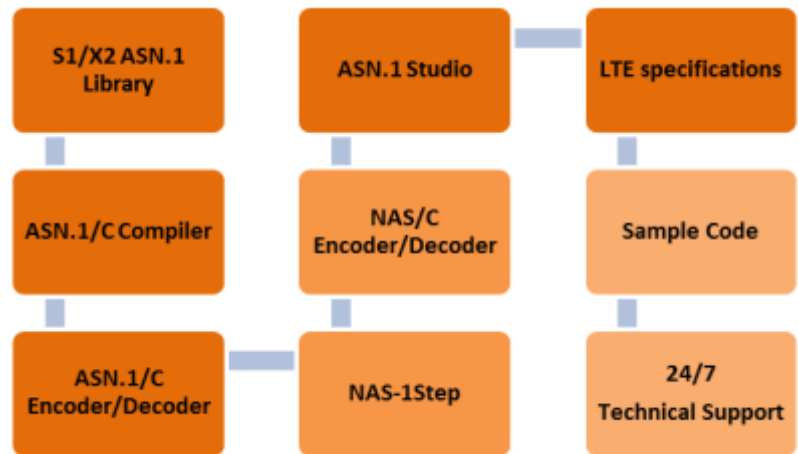 S1/X2 ASN.1
Library
ASN.1/C Compiler
ASN.1/C
Encoder/Decoder
NAS-1Step
NAS/C
Encoder/Decoder
ASN.1 Studio
LTE specifications
Sample Code
24/7
Technical Support